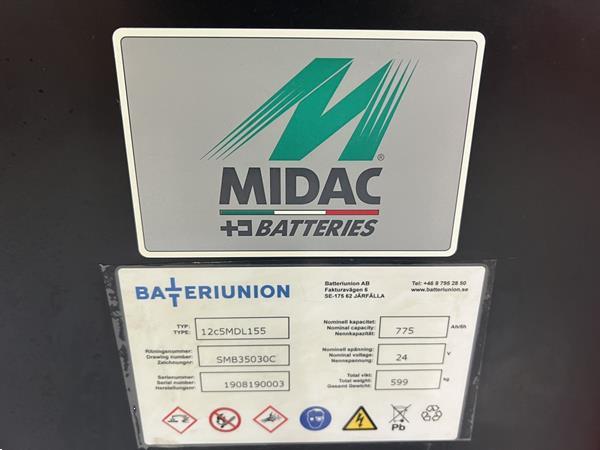 MIDAC
®
BATTERIES
BATTERIUNION
Batteriunion AB
Fakturavägen 6
SE-175 62 JÄRFÄLLA
Tel: +46 8 795 28 50
www.batteriunion.se
TYP:
TYPE:
12c5MDL155
Nominell kapacitet:
Nominal capacity:
Nennkapazität:
775
Ah/5h
Ritningsnummer:
Drawing number:
Zeichnungsnr:
SMB35030C
Nominell spänning:
Nominal voltage:
Nennspannung:
24
V
Serienummer:
Serial number:
Herstellungsnr:
1908190003
Total vikt:
Total weight:
Gesamt Gewicht:
599
kg
Pb